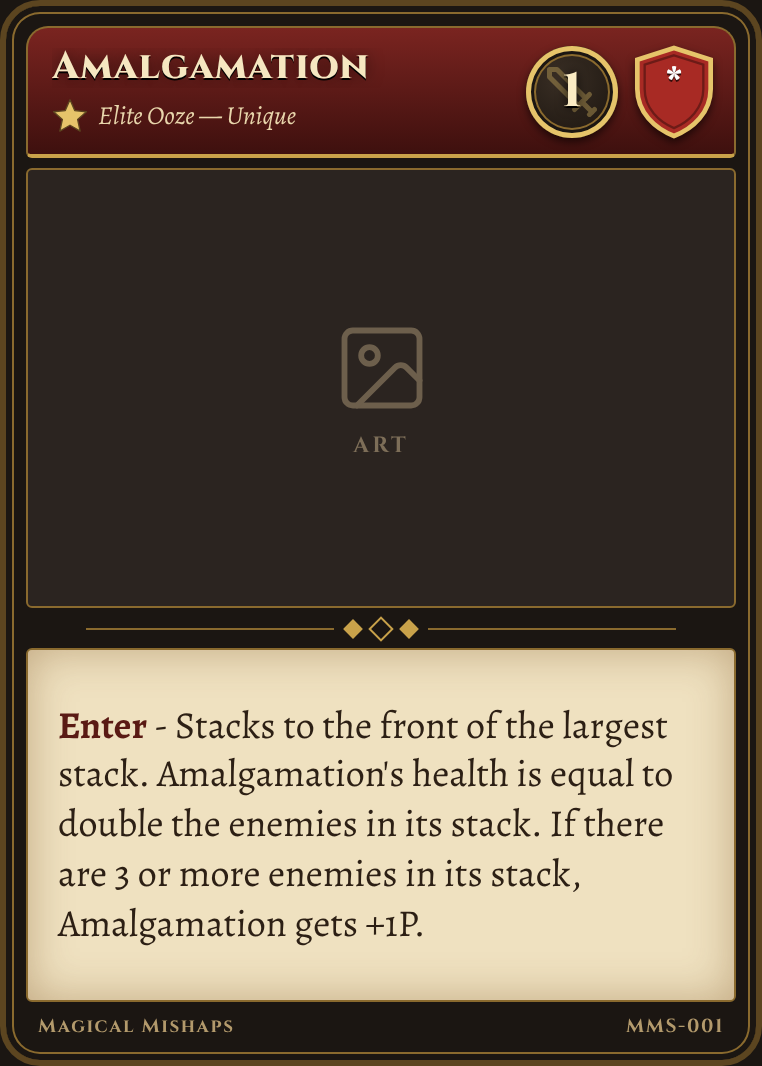 Amalgamation
Elite Ooze — Unique
1
*
ART
Enter - Stacks to the front of the largest
stack. Amalgamation's health is equal to
double the enemies in its stack. If there
are 3 or more enemies in its stack,
Amalgamation gets +1P.
Magical Mishaps
MMS-001